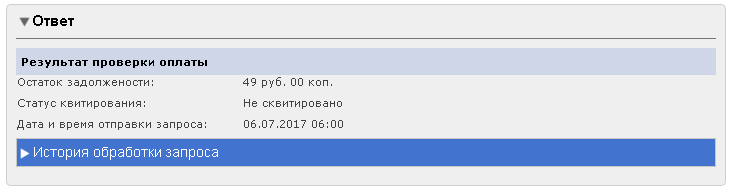 Ответ
Результат проверки оплаты
Остаток задолжености: 49 руб. 00 коп.
Статус квитирования: Не сквитировано
Дата и время отправки запроса: 06.07.2017 06:00
История обработки запроса